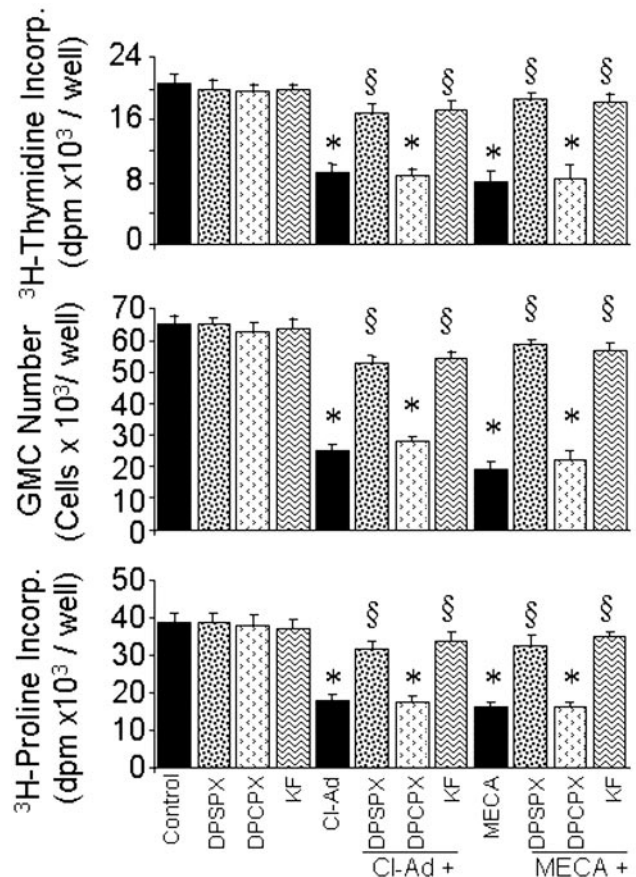 ³H-Thymidine Incorp.
(dpm x10³ / well)
24
16
8
0
* § * § * § * §
GMC Number
(Cells x 10³/ well)
70
60
50
40
30
20
10
0
* § * § * § * §
³H-Proline Incorp.
(dpm x10³ / well)
50
40
30
20
10
0
* § * § * § * §
Control DPSPX DPCPX KF Cl-Ad DPSPX DPCPX KF MECA DPSPX DPCPX KF
Cl-Ad + MECA +